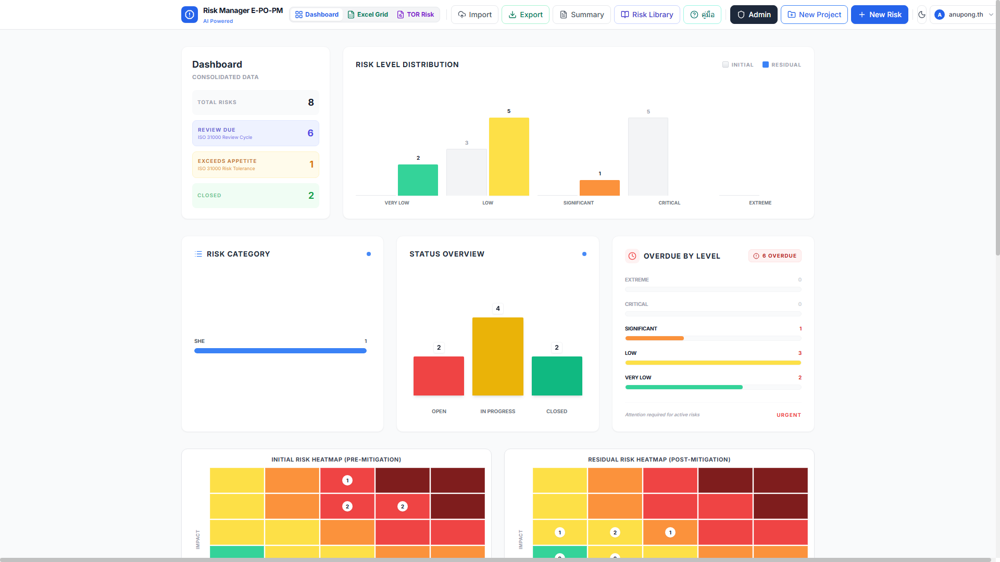 Risk Manager E-PO-PM
AI Powered
Dashboard
Excel Grid
TOR Risk
Import
Export
Summary
Risk Library
คู่มือ
Admin
New Project
New Risk
A
anupong.th
Dashboard
CONSOLIDATED DATA
TOTAL RISKS
8
REVIEW DUE
ISO 31000 Review Cycle
6
EXCEEDS APPETITE
ISO 31000 Risk Tolerance
1
CLOSED
2
RISK LEVEL DISTRIBUTION
INITIAL
RESIDUAL
2
3
5
1
5
VERY LOW
LOW
SIGNIFICANT
CRITICAL
EXTREME
RISK CATEGORY
SHE
1
STATUS OVERVIEW
2
4
2
OPEN
IN PROGRESS
CLOSED
OVERDUE BY LEVEL
6 OVERDUE
EXTREME
0
CRITICAL
0
SIGNIFICANT
1
LOW
3
VERY LOW
2
Attention required for active risks
URGENT
INITIAL RISK HEATMAP (PRE-MITIGATION)
1
2
2
IMPACT
RESIDUAL RISK HEATMAP (POST-MITIGATION)
1
2
1
IMPACT